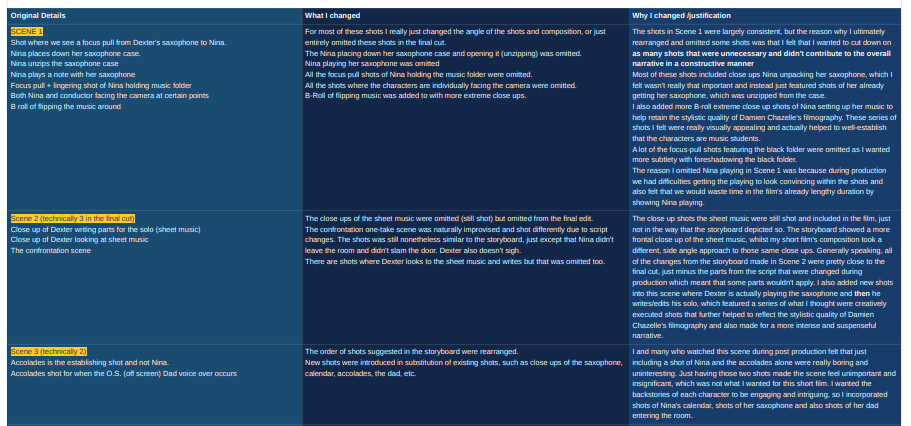 Original Details
What I changed
Why I changed /justification
SCENE 1
Shot where we see a focus pull from Dexter's saxophone to Nina.
Nina places down her saxophone case.
Nina unzips the saxophone case
Nina plays a note with her saxophone
Focus pull + lingering shot of Nina holding music folder
Both Nina and conductor facing the camera at certain points
B roll of flipping the music around
For most of these shots I really just changed the angle of the shots and composition, or just
entirely omitted these shots in the final cut.
The Nina placing down her saxophone case and opening it (unzipping) was omitted.
Nina playing her saxophone was omitted
All the focus pull shots of Nina holding the music folder were omitted.
All the shots where the characters are individually facing the camera were omitted.
B-Roll of flipping music was added to with more extreme close ups.
The shots in Scene 1 were largely consistent, but the reason why I ultimately
rearranged and omitted some shots was that I felt that I wanted to cut down on
as many shots that were unnecessary and didn't contribute to the overall
narrative in a constructive manner
Most of these shots included close ups Nina unpacking her saxophone, which I
felt wasn't really that important and instead just featured shots of her already
getting her saxophone, which was unzipped from the case.
I also added more B-roll extreme close up shots of Nina setting up her music to
help retain the stylistic quality of Damien Chazelle's filmography. These series of
shots I felt were really visually appealing and actually helped to well-establish
that the characters are music students.
A lot of the focus-pull shots featuring the black folder were omitted as I wanted
more subtlety with foreshadowing the black folder.
The reason I omitted Nina playing in Scene 1 was because during production
we had difficulties getting the playing to look convincing within the shots and
also felt that we would waste time in the film's already lengthy duration by
showing Nina playing.
Scene 2 (technically 3 in the final cut)
Close up of Dexter writing parts for the solo (sheet music)
Close up of Dexter looking at sheet music
The confrontation scene
The close ups of the sheet music were omitted (still shot) but omitted from the final edit.
The confrontation one-take scene was naturally improvised and shot differently due to script
changes. The shots was still nonetheless similar to the storyboard, just except that Nina didn't
leave the room and didn't slam the door. Dexter also doesn't sigh.
There are shots where Dexter looks to the sheet music and writes but that was omitted too.
The close up shots the sheet music were still shot and included in the film, just
not in the way that the storyboard depicted so. The storyboard showed a more
frontal close up of the sheet music, whilst my short film's composition took a
different, side angle approach to those same close ups. Generally speaking, all
of the changes from the storyboard made in Scene 2 were pretty close to the
final cut, just minus the parts from the script that were changed during
production which meant that some parts wouldn't apply. I also added new shots
into this scene where Dexter is actually playing the saxophone and then he
writes/edits his solo, which featured a series of what I thought were creatively
executed shots that further helped to reflect the stylistic quality of Damien
Chazelle's filmography and also made for a more intense and suspenseful
narrative.
Scene 3 (technically 2)
Accolades is the establishing shot and not Nina.
Accolades shot for when the O.S. (off screen) Dad voice over occurs
The order of shots suggested in the storyboard were rearranged.
New shots were introduced in substitution of existing shots, such as close ups of the saxophone,
calendar, accolades, the dad, etc.
I and many who watched this scene during post production felt that just
including a shot of Nina and the accolades alone were really boring and
uninteresting. Just having those two shots made the scene feel unimportant and
insignificant, which was not what I wanted for this short film. I wanted the
backstories of each character to be engaging and intriguing, so I incorporated
shots of Nina's calendar, shots of her saxophone and also shots of her dad
entering the room.